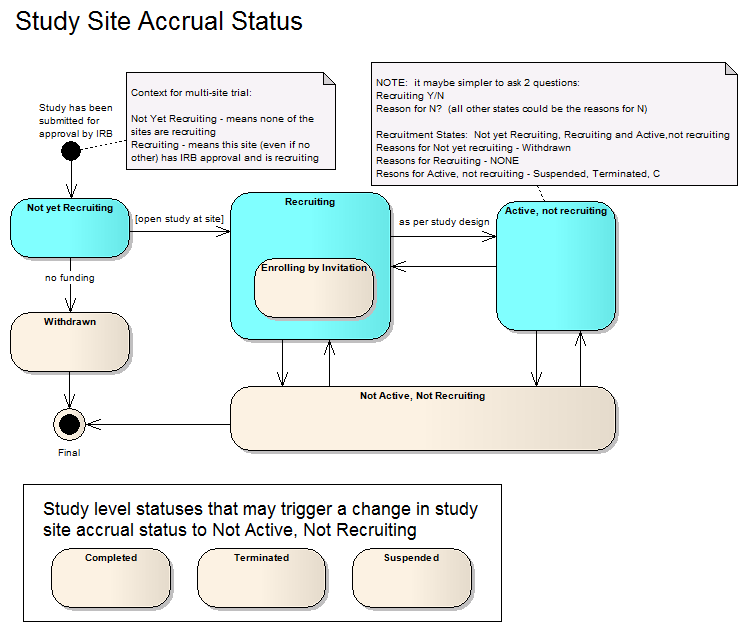 Study Site Accrual Status
Study has been
submitted for
approval by IRB
Context for multi-site trial:
Not Yet Recruiting - means none of the
sites are recruiting
Recruiting - means this site (even if no
other) has IRB approval and is recruiting
NOTE:  it maybe simpler to ask 2 questions:
Recruiting Y/N
Reason for N?  (all other states could be the reasons for N)
Recruitment States:  Not yet Recruiting, Recruiting and Active,not recruiting
Reasons for Not yet recruiting - Withdrawn
Reasons for Recruiting - NONE
Resons for Active, not recruiting - Suspended, Terminated, C
Not yet Recruiting
[open study at site]
Recruiting
as per study design
Active, not recruiting
Enrolling by Invitation
no funding
Withdrawn
Not Active, Not Recruiting
Final
Study level statuses that may trigger a change in study
site accrual status to Not Active, Not Recruiting
Completed
Terminated
Suspended